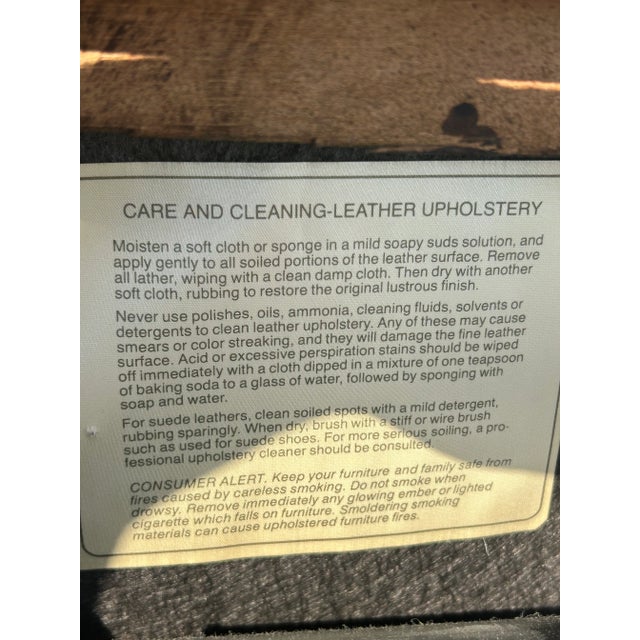 CARE AND CLEANING-LEATHER UPHOLSTERY
Moisten a soft cloth or sponge in a mild soapy suds solution, and
apply gently to all soiled portions of the leather surface. Remove
all lather, wiping with a clean damp cloth. Then dry with another
soft cloth, rubbing to restore the original lustrous finish.
Never use polishes, oils, ammonia, cleaning fluids, solvents or
detergents to clean leather upholstery. Any of these may cause
smears or color streaking, and they will damage the fine leather
surface. Acid or excessive perspiration stains should be wiped
off immediately with a cloth dipped in a mixture of one teaspoon
of baking soda to a glass of water, followed by sponging with
soap and water.
For suede leathers, clean soiled spots with a mild detergent,
rubbing sparingly. When dry, brush with a stiff or wire brush
such as used for suede shoes. For more serious soiling, a pro-
fessional upholstery cleaner should be consulted.
CONSUMER ALERT. Keep your furniture and family safe from
fires caused by careless smoking. Do not smoke when
drowsy. Remove immediately any glowing ember or lighted
cigarette which falls on furniture. Smoldering smoking
materials can cause upholstered furniture fires.